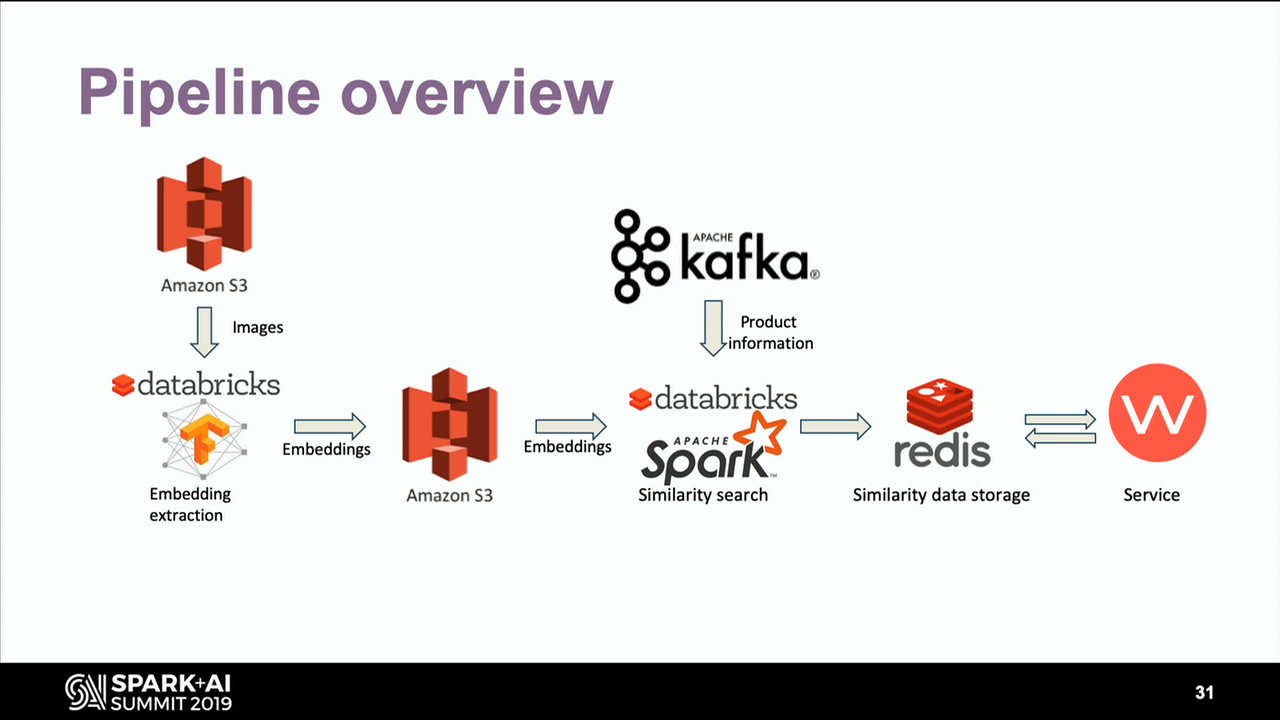 Pipeline overview
Amazon S3
Images
databricks
Embedding
extraction
Embeddings
Amazon S3
Embeddings
APACHE
kafka®
Product
information
databricks
APACHE
Spark™
Similarity search
redis
Similarity data storage
W
Service
SPARK+AI
SUMMIT 2019
31